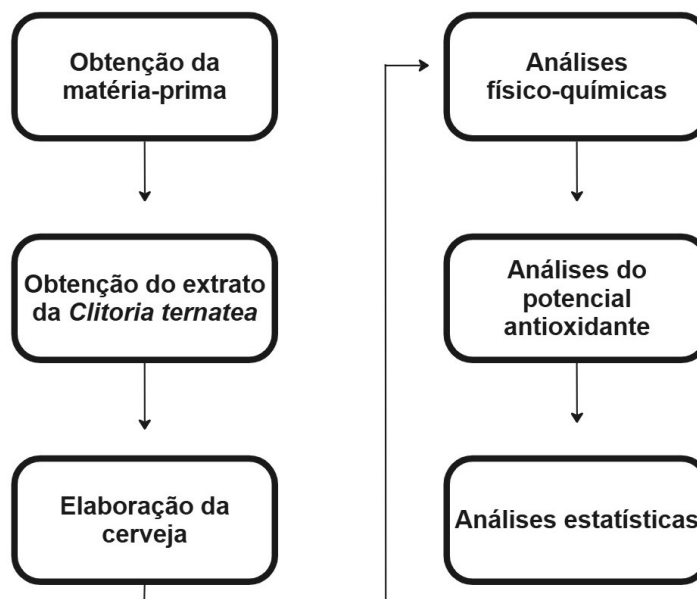 Obtenção da
matéria-prima
Obtenção do extrato
da Clitoria ternatea
Elaboração da
cerveja
Análises
físico-químicas
Análises do
potencial
antioxidante
Análises estatísticas